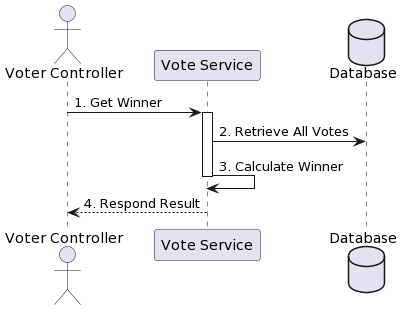 Voter Controller
Vote Service
Database
1. Get Winner
2. Retrieve All Votes
3. Calculate Winner
4. Respond Result
Voter Controller
Vote Service
Database